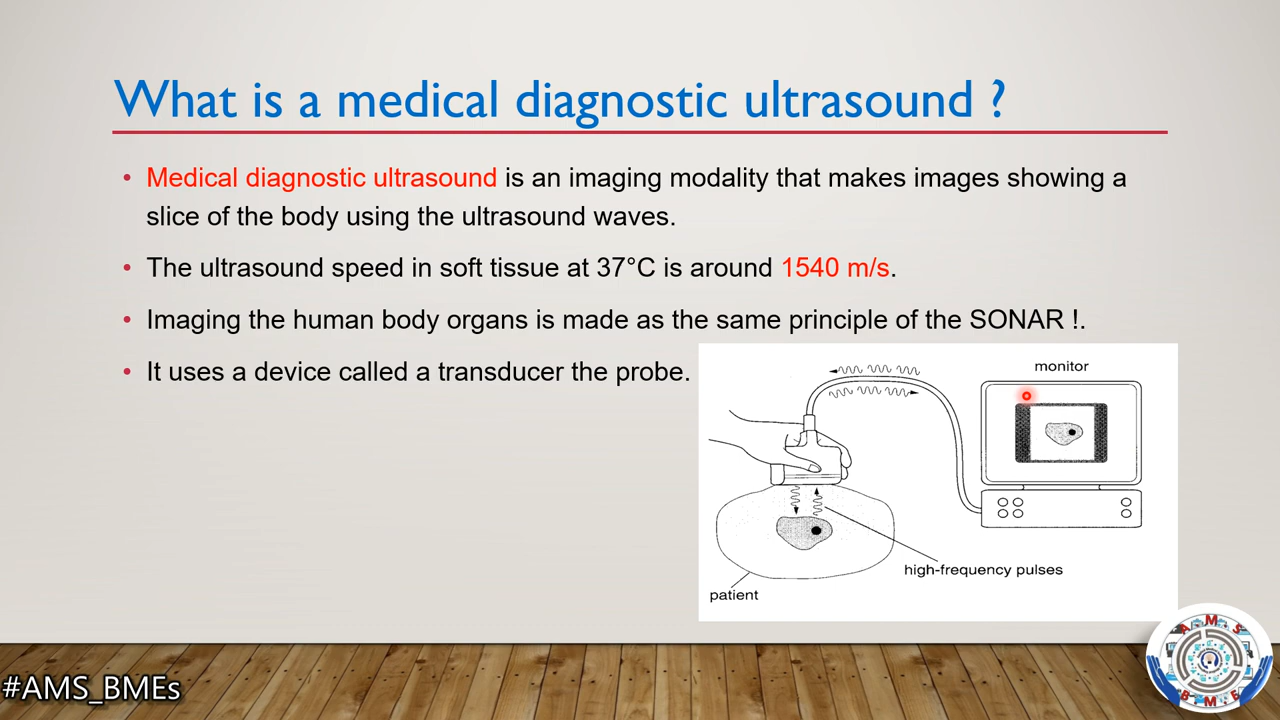 What is a medical diagnostic ultrasound ?
• Medical diagnostic ultrasound is an imaging modality that makes images showing a
slice of the body using the ultrasound waves.
• The ultrasound speed in soft tissue at 37°C is around 1540 m/s.
• Imaging the human body organs is made as the same principle of the SONAR !.
• It uses a device called a transducer the probe.
monitor
high-frequency pulses
patient
AMS
BME
#AMS_BMEs